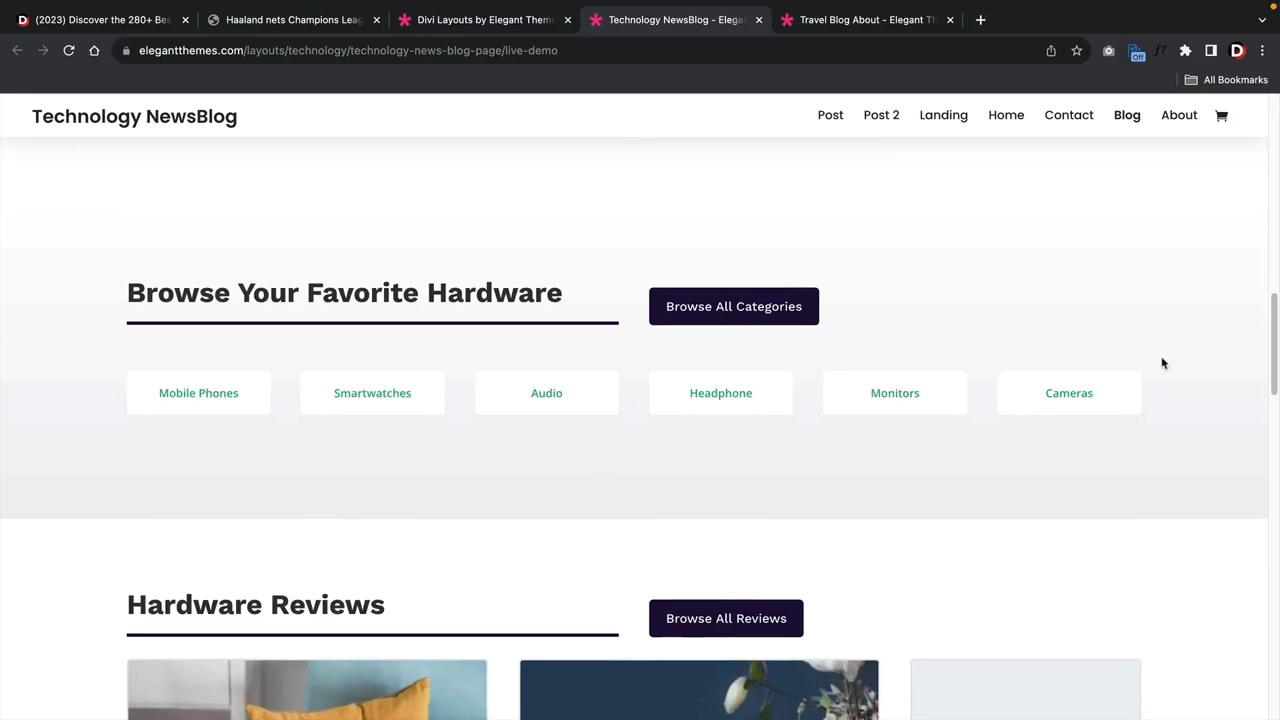 (2023) Discover the 280+ Bes
Haaland nets Champions Leag
Divi Layouts by Elegant Them
Technology NewsBlog - Elega
Travel Blog About - Elegant Th
elegantthemes.com/layouts/technology/technology-news-blog-page/live-demo
Off
All Bookmarks
Technology NewsBlog
Post
Post 2
Landing
Home
Contact
Blog
About
Browse Your Favorite Hardware
Browse All Categories
Mobile Phones
Smartwatches
Audio
Headphone
Monitors
Cameras
Hardware Reviews
Browse All Reviews